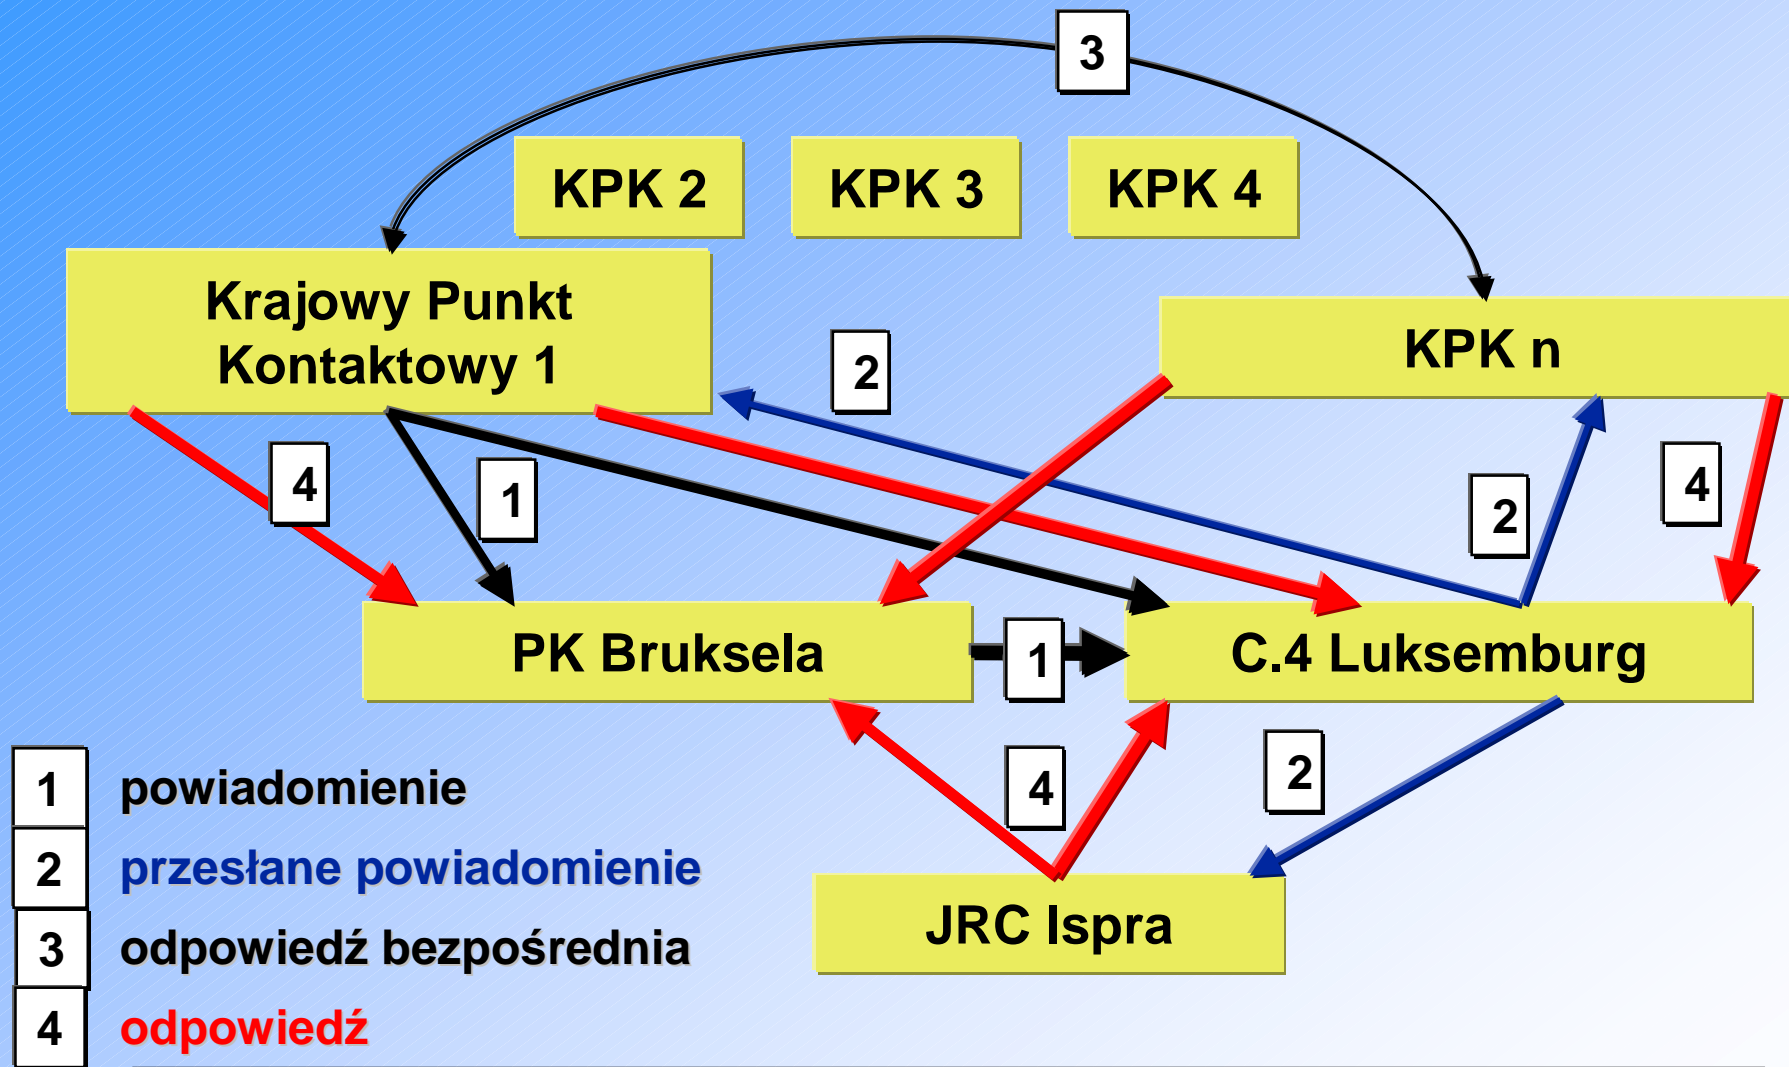 3
KPK 2
KPK 3
KPK 4
Krajowy Punkt
Kontaktowy 1
KPK n
2
4
1
2
4
PK Bruksela
1
C.4 Luksemburg
4
2
JRC Ispra
1 powiadomienie
2 przesłane powiadomienie
3 odpowiedź bezpośrednia
4 odpowiedź